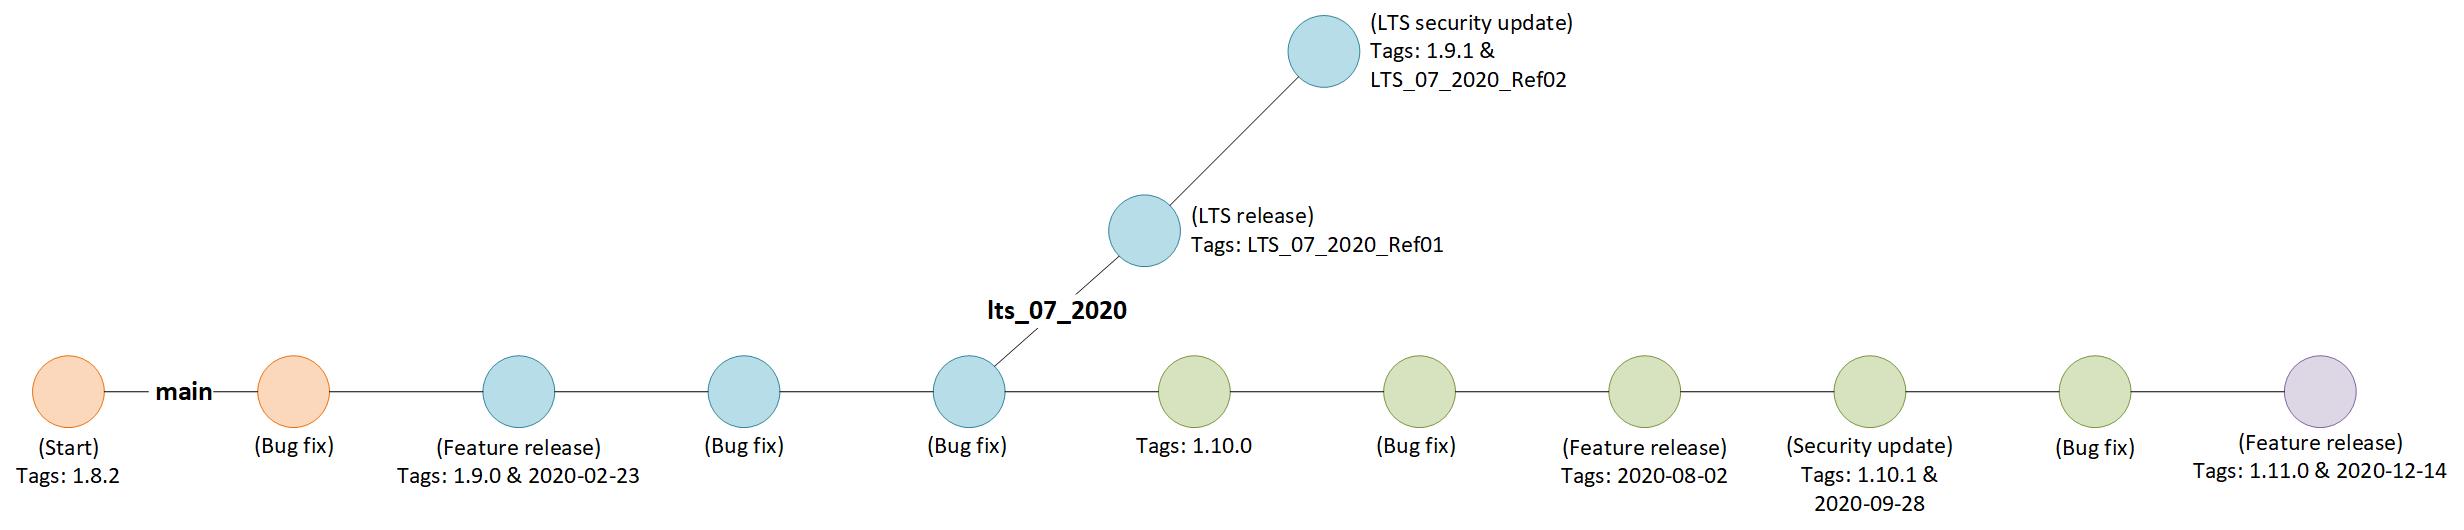 (LTS security update)
Tags: 1.9.1 &
LTS_07_2020_Ref02
(LTS release)
Tags: LTS_07_2020_Ref01
lts_07_2020
main
(Start)
Tags: 1.8.2
(Bug fix)
(Feature release)
Tags: 1.9.0 & 2020-02-23
(Bug fix)
(Bug fix)
Tags: 1.10.0
(Bug fix)
(Feature release)
Tags: 2020-08-02
(Security update)
Tags: 1.10.1 &
2020-09-28
(Bug fix)
(Feature release)
Tags: 1.11.0 & 2020-12-14